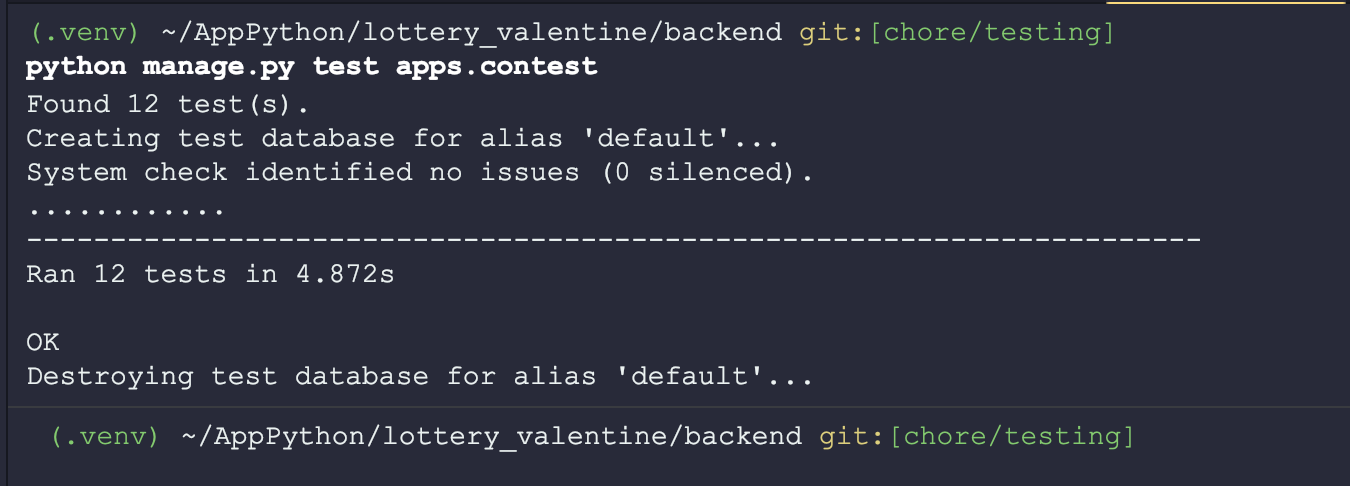 (.venv) ~/AppPython/lottery_valentine/backend git:[chore/testing]
python manage.py test apps.contest
Found 12 test(s).
Creating test database for alias 'default'...
System check identified no issues (0 silenced).
............
----------------------------------------------------------------------
Ran 12 tests in 4.872s

OK
Destroying test database for alias 'default'...
(.venv) ~/AppPython/lottery_valentine/backend git:[chore/testing]